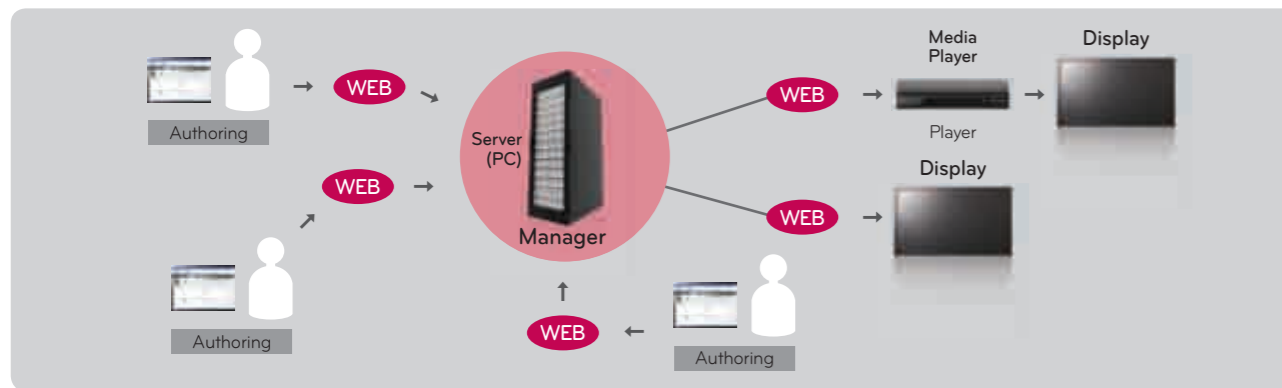 Authoring
WEB
Authoring
WEB
Server
(PC)
Manager
WEB
Authoring
WEB
Media
Player
Player
Display
WEB
Display